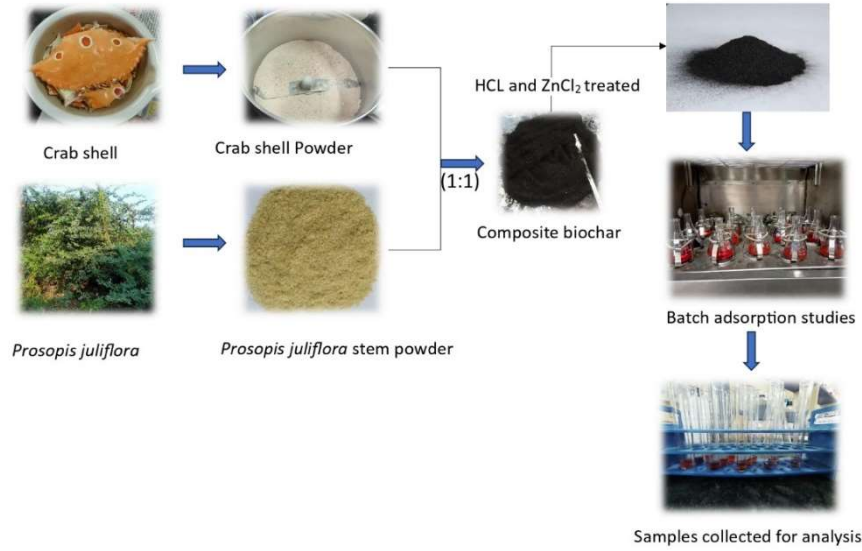 Crab shell
Crab shell Powder
HCL and ZnCl₂ treated
(1:1)
Composite biochar
Prosopis juliflora
Prosopis juliflora stem powder
Batch adsorption studies
Samples collected for analysis